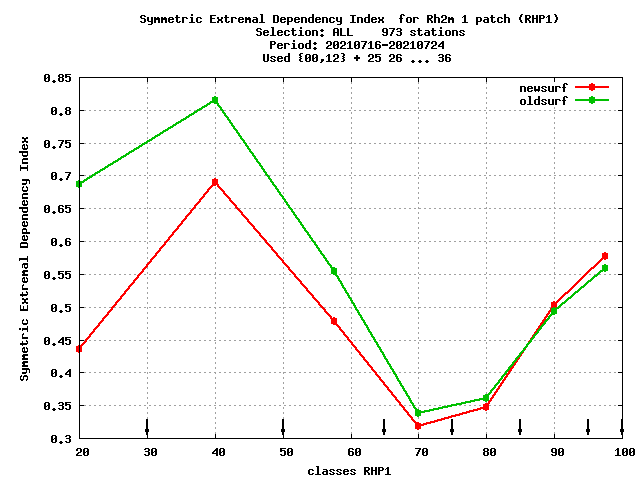 Symmetric Extremal Dependency Index  for Rh2m 1 patch (RHP1)
Selection: ALL    973 stations
Period: 20210716-20210724
Used {00,12} + 25 26 ... 36
newsurf
oldsurf
Symmetric Extremal Dependency Index
0.85
0.8
0.75
0.7
0.65
0.6
0.55
0.5
0.45
0.4
0.35
0.3
20 30 40 50 60 70 80 90 100
classes RHP1